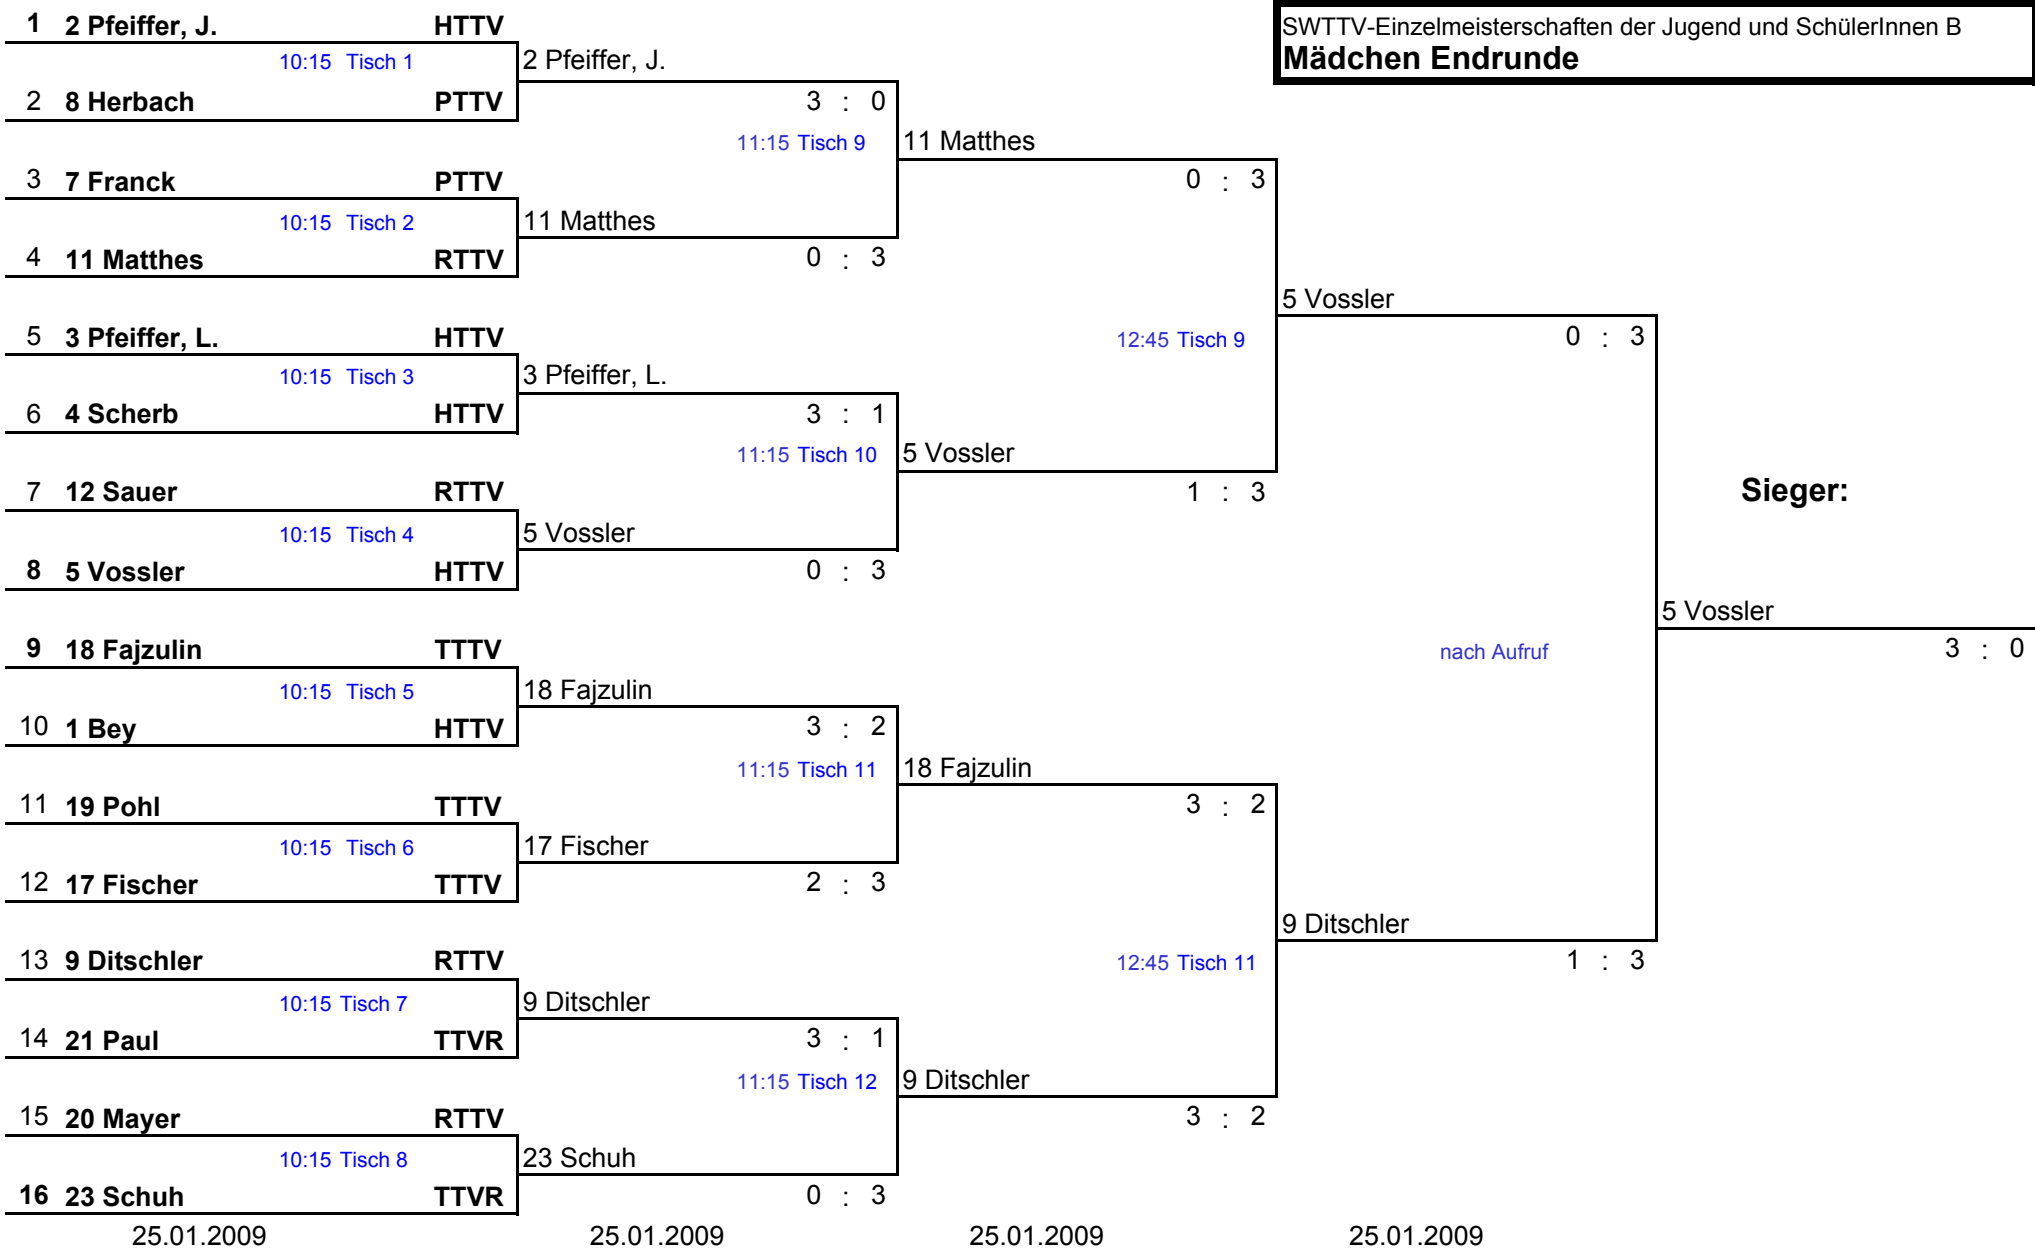 SWTTV-Einzelmeisterschaften der Jugend und SchülerInnen B
Mädchen Endrunde
1 2 Pfeiffer, J. HTTV
10:15 Tisch 1
2 Pfeiffer, J.
2 8 Herbach PTTV
3 : 0
11:15 Tisch 9
11 Matthes
3 7 Franck PTTV
0 : 3
10:15 Tisch 2
11 Matthes
4 11 Matthes RTTV
0 : 3
5 Vossler
5 3 Pfeiffer, L. HTTV
12:45 Tisch 9
0 : 3
10:15 Tisch 3
3 Pfeiffer, L.
6 4 Scherb HTTV
3 : 1
11:15 Tisch 10
5 Vossler
7 12 Sauer RTTV
1 : 3
Sieger:
10:15 Tisch 4
5 Vossler
8 5 Vossler HTTV
0 : 3
5 Vossler
9 18 Fajzulin TTTV
nach Aufruf
3 : 0
10:15 Tisch 5
18 Fajzulin
10 1 Bey HTTV
3 : 2
11:15 Tisch 11
18 Fajzulin
11 19 Pohl TTTV
3 : 2
10:15 Tisch 6
17 Fischer
12 17 Fischer TTTV
2 : 3
9 Ditschler
13 9 Ditschler RTTV
12:45 Tisch 11
1 : 3
10:15 Tisch 7
9 Ditschler
14 21 Paul TTVR
3 : 1
11:15 Tisch 12
9 Ditschler
15 20 Mayer RTTV
3 : 2
10:15 Tisch 8
23 Schuh
16 23 Schuh TTVR
0 : 3
25.01.2009 25.01.2009 25.01.2009 25.01.2009